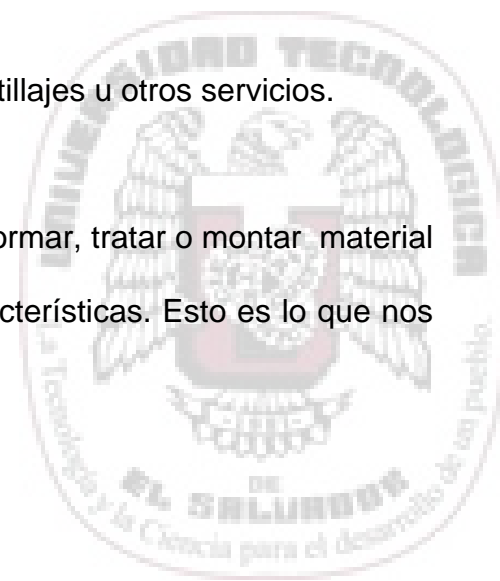 UNIVERSIDAD TECNOLOGICA
tillajes u otros servicios.
ormar, tratar o montar material
cterísticas. Esto es lo que nos
DE
EL SALVADOR
La Tecnología y la Ciencia para el desarrollo de un pueblo.